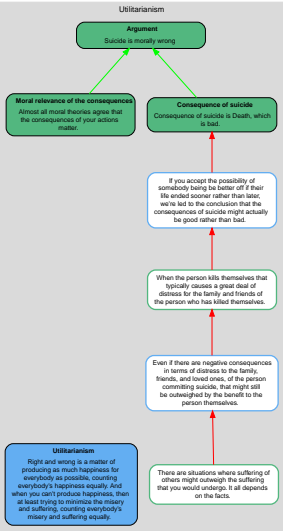 Utilitarianism
Argument
Suicide is morally wrong
Moral relevance of the consequences
Almost all moral theories agree that
the consequences of your actions
matter.
Consequence of suicide
Consequence of suicide is Death, which
is bad.
If you accept the possibility of
somebody being be better off if their
life ended sooner rather than later,
we're led to the conclusion that the
consequences of suicide might actually
be good rather than bad.
When the person kills themselves that
typically causes a great deal of
distress for the family and friends of
the person who has killed themselves.
Even if there are negative consequences
in terms of distress to the family,
friends, and loved ones, of the person
committing suicide, that might still
be outweighed by the benefit to the
person themselves.
Utilitarianism
Right and wrong is a matter of
producing as much happiness for
everybody as possible, counting
everybody's happiness equally. And
when you can't produce happiness, then
at least trying to minimize the misery
and suffering, counting everybody's
misery and suffering equally.
There are situations where suffering of
others might outweigh the suffering
that you would undergo. It all depends
on the facts.